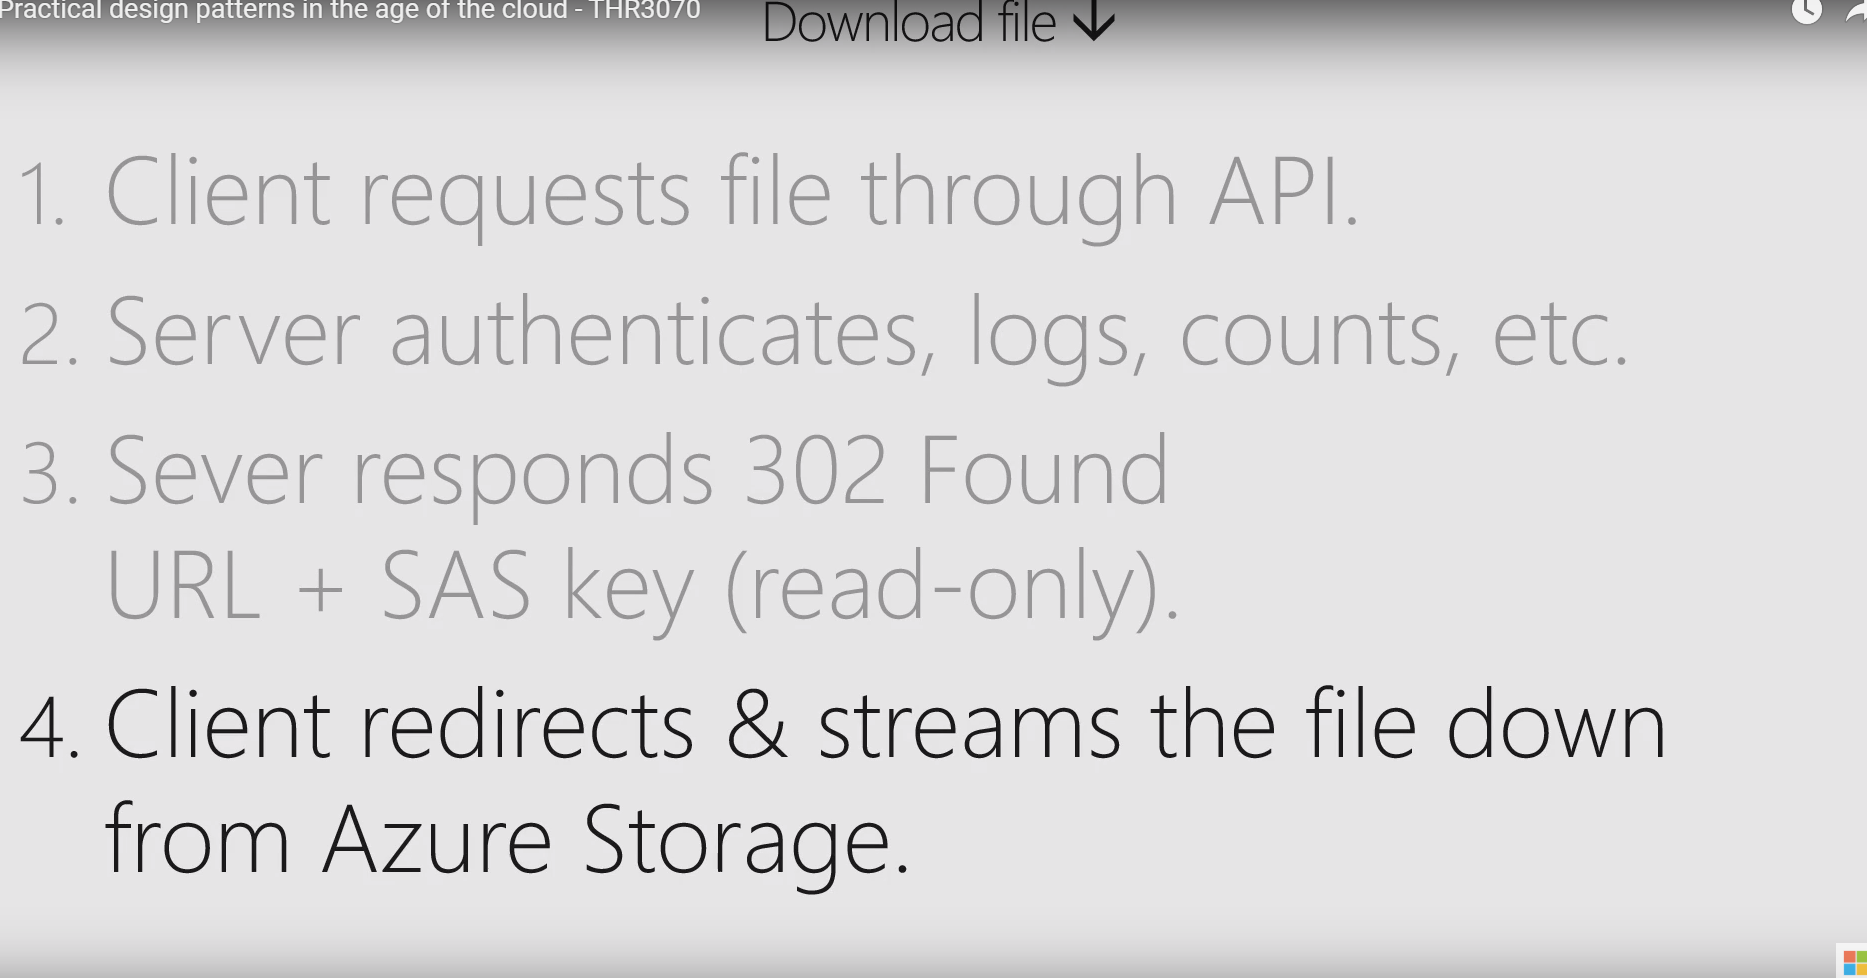 Practical design patterns in the age of the cloud - THR3070
Download file ↓
1. Client requests file through API.
2. Server authenticates, logs, counts, etc.
3. Sever responds 302 Found
URL + SAS key (read-only).
4. Client redirects & streams the file down
from Azure Storage.